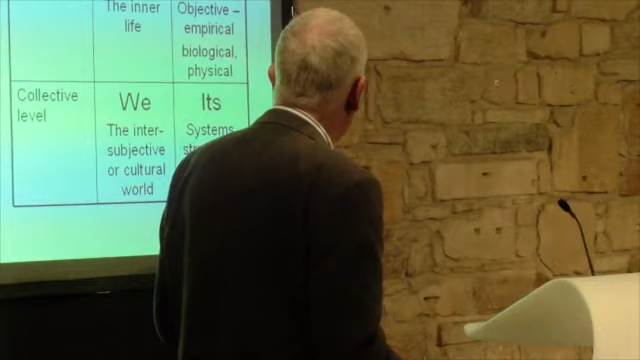 The inner
life
Objective –
empirical
biological,
physical
Collective
level
We
The inter-
subjective
or cultural
world
Its
Systems